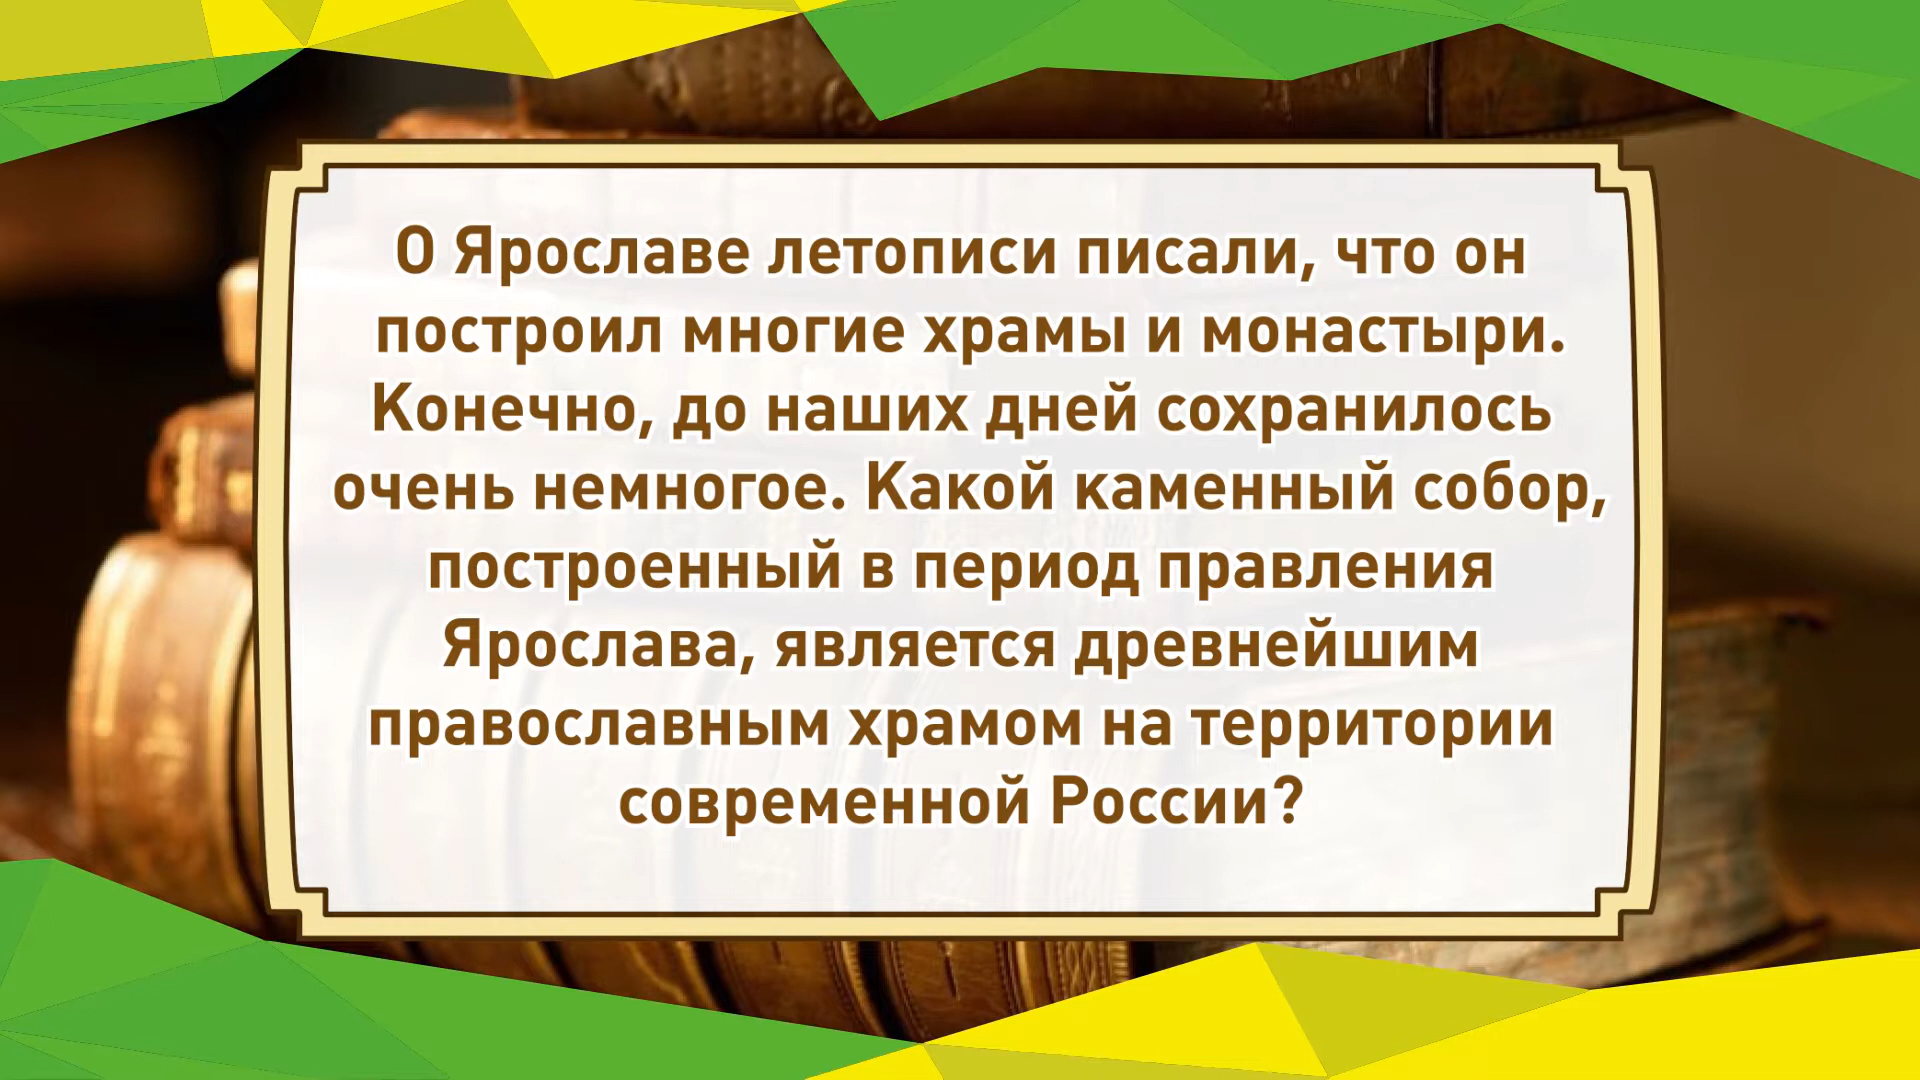 О Ярославе летописи писали, что он
построил многие храмы и монастыри.
Конечно, до наших дней сохранилось
очень немногое. Какой каменный собор,
построенный в период правления
Ярослава, является древнейшим
православным храмом на территории
современной России?